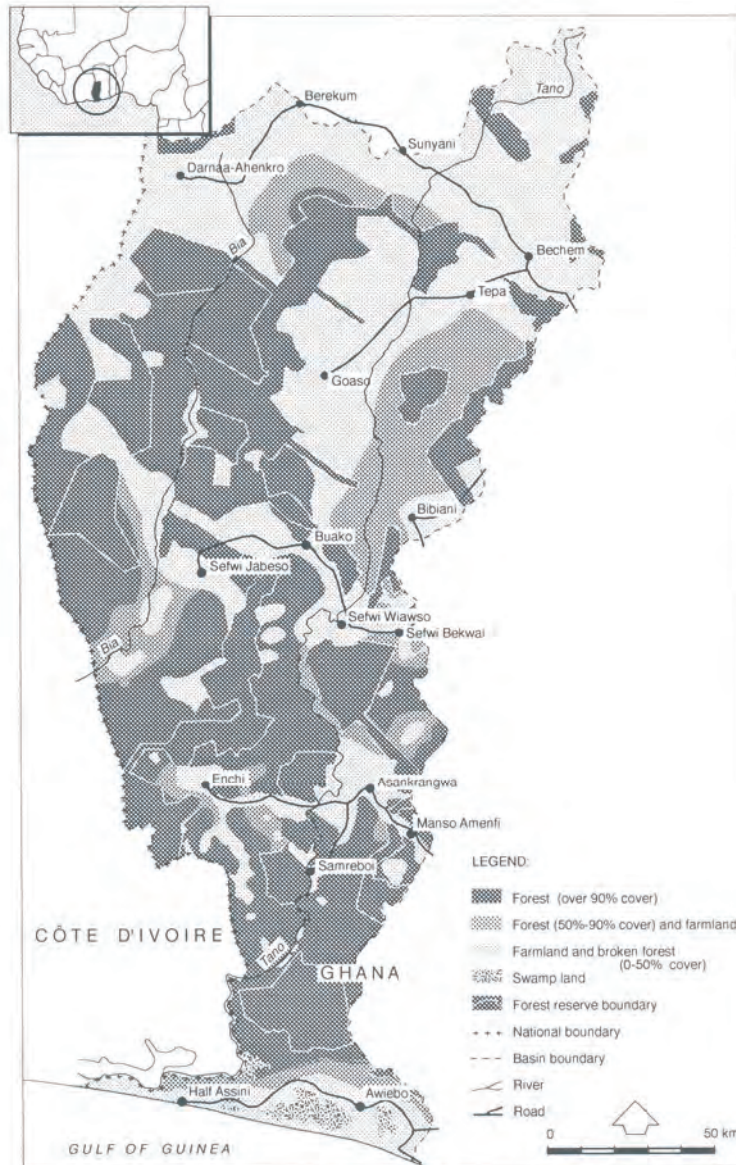 Berekum
Tano
Sunyani
Darnaa-Ahenkro
Bia
Bechem
Tepa
Goaso
Bibiani
Buako
Sefwi Jabeso
Sefwi Wiawso
Sefwi Bekwai
Bia
Enchi
Asankrangwa
Manso Amenfi
Samreboi
CÔTE D'IVOIRE
Tano
GHANA
Half Assini
Awiebo
GULF OF GUINEA
LEGEND:
Forest (over 90% cover)
Forest (50%-90% cover) and farmland
Farmland and broken forest
(0-50% cover)
Swamp land
Forest reserve boundary
National boundary
Basin boundary
River
Road
0 50 km